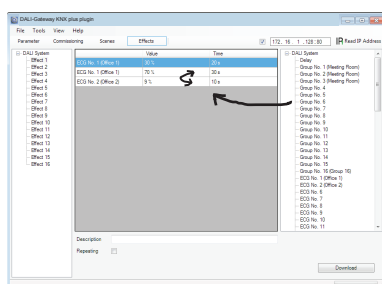 DALI-Gateway KNX plus plugin
File Tools View Help
Parameter Commissioning Scenes Effects 172 . 16 . 1 . 128 : 80 Read IP Address
DALI System
Effect 1
Effect 2
Effect 3
Effect 4
Effect 5
Effect 6
Effect 7
Effect 8
Effect 9
Effect 10
Effect 11
Effect 12
Effect 13
Effect 14
Effect 15
Effect 16
Value Time
ECG No. 1 (Office 1) 30 % 20 s
ECG No. 1 (Office 1) 70 % 30 s
ECG No. 2 (Office 2) 9 % 10 s
DALI System
Delay
Group No. 1 (Meeting Room)
Group No. 2 (Meeting Room)
Group No. 3 (Meeting Room)
Group No. 4
Group No. 5
Group No. 6
Group No. 7
Group No. 8
Group No. 9
Group No. 10
Group No. 11
Group No. 12
Group No. 13
Group No. 14
Group No. 15
Group No. 16 (Group 16)
ECG No. 1 (Office 1)
ECG No. 2 (Office 2)
ECG No. 6
ECG No. 7
ECG No. 8
ECG No. 9
ECG No. 10
ECG No. 11
Description
Repeating
Download